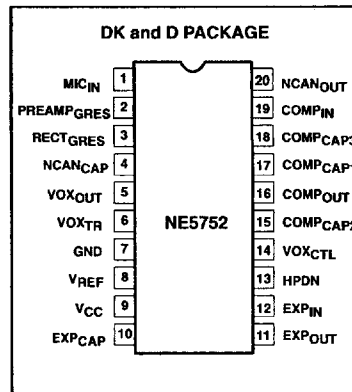 DK and D PACKAGE
MICIN 1 20 NCANOUT
PREAMPGRES 2 19 COMPIN
RECTGRES 3 18 COMPCAP3
NCANCAP 4 17 COMPCAP1
VOXOUT 5 16 COMPOUT
VOXTR 6 NE5752 15 COMPCAP2
GND 7 14 VOXCTL
VREF 8 13 HPDN
VCC 9 12 EXPIN
EXPCAP 10 11 EXPOUT